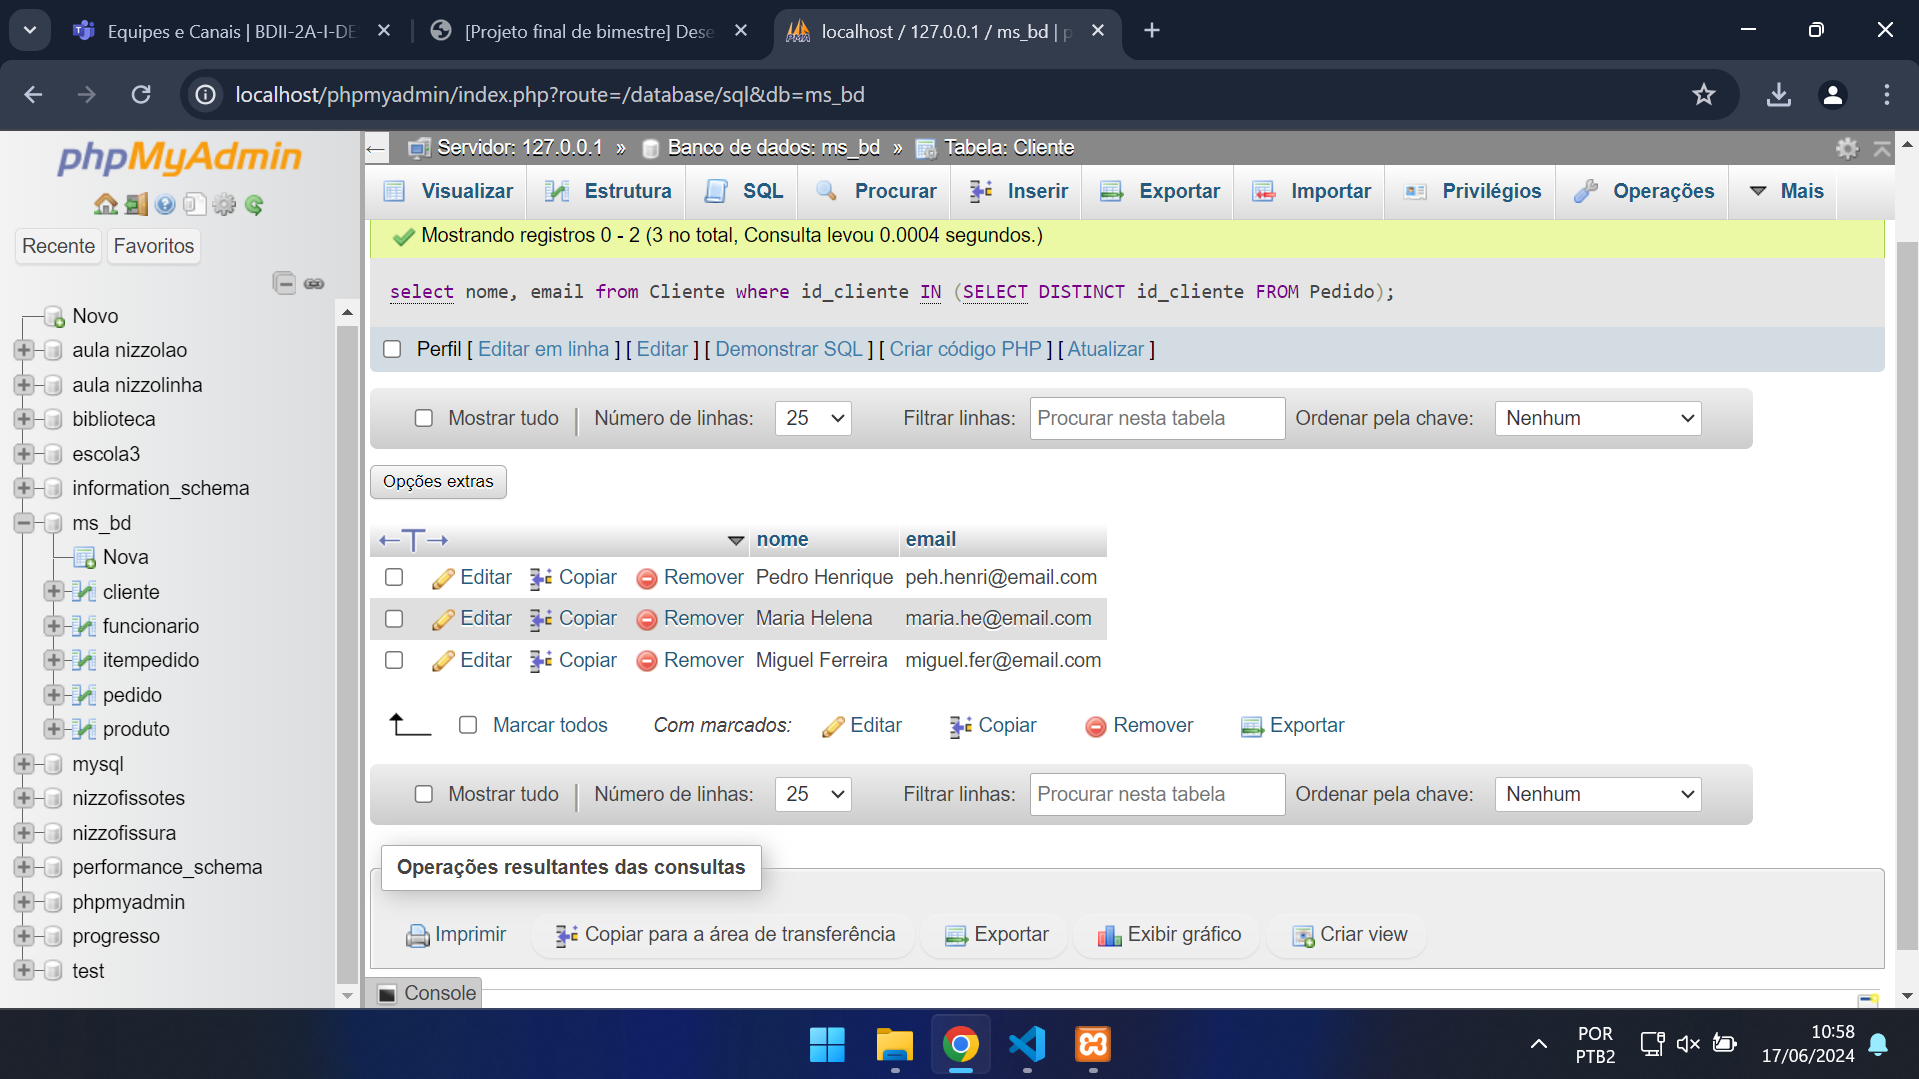 Equipes e Canais | BDII-2A-I-DE
[Projeto final de bimestre] Dese
localhost / 127.0.0.1 / ms_bd | p
localhost/phpmyadmin/index.php?route=/database/sql&db=ms_bd
phpMyAdmin
Recente
Favoritos
Novo
aula nizzolao
aula nizzolinha
biblioteca
escola3
information_schema
ms_bd
Nova
cliente
funcionario
itempedido
pedido
produto
mysql
nizzofissotes
nizzofissura
performance_schema
phpmyadmin
progresso
test
Servidor: 127.0.0.1 » Banco de dados: ms_bd » Tabela: Cliente
Visualizar Estrutura SQL Procurar Inserir Exportar Importar Privilégios Operações Mais
Mostrando registros 0 - 2 (3 no total, Consulta levou 0.0004 segundos.)
select nome, email from Cliente where id_cliente IN (SELECT DISTINCT id_cliente FROM Pedido);
Perfil [ Editar em linha ] [ Editar ] [ Demonstrar SQL ] [ Criar código PHP ] [ Atualizar ]
Mostrar tudo | Número de linhas: 25 Filtrar linhas: Procurar nesta tabela Ordenar pela chave: Nenhum
Opções extras
nome email
Editar Copiar Remover Pedro Henrique peh.henri@email.com
Editar Copiar Remover Maria Helena maria.he@email.com
Editar Copiar Remover Miguel Ferreira miguel.fer@email.com
Marcar todos Com marcados: Editar Copiar Remover Exportar
Mostrar tudo | Número de linhas: 25 Filtrar linhas: Procurar nesta tabela Ordenar pela chave: Nenhum
Operações resultantes das consultas
Imprimir Copiar para a área de transferência Exportar Exibir gráfico Criar view
Console
POR
PTB2
10:58
17/06/2024